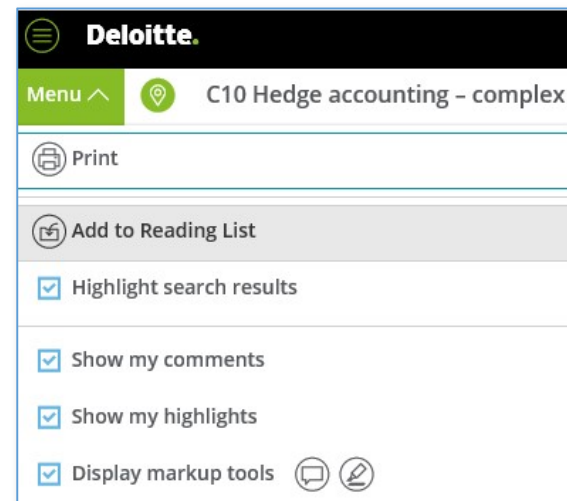 Deloitte.
Menu
C10 Hedge accounting – complex
Print
Add to Reading List
Highlight search results
Show my comments
Show my highlights
Display markup tools